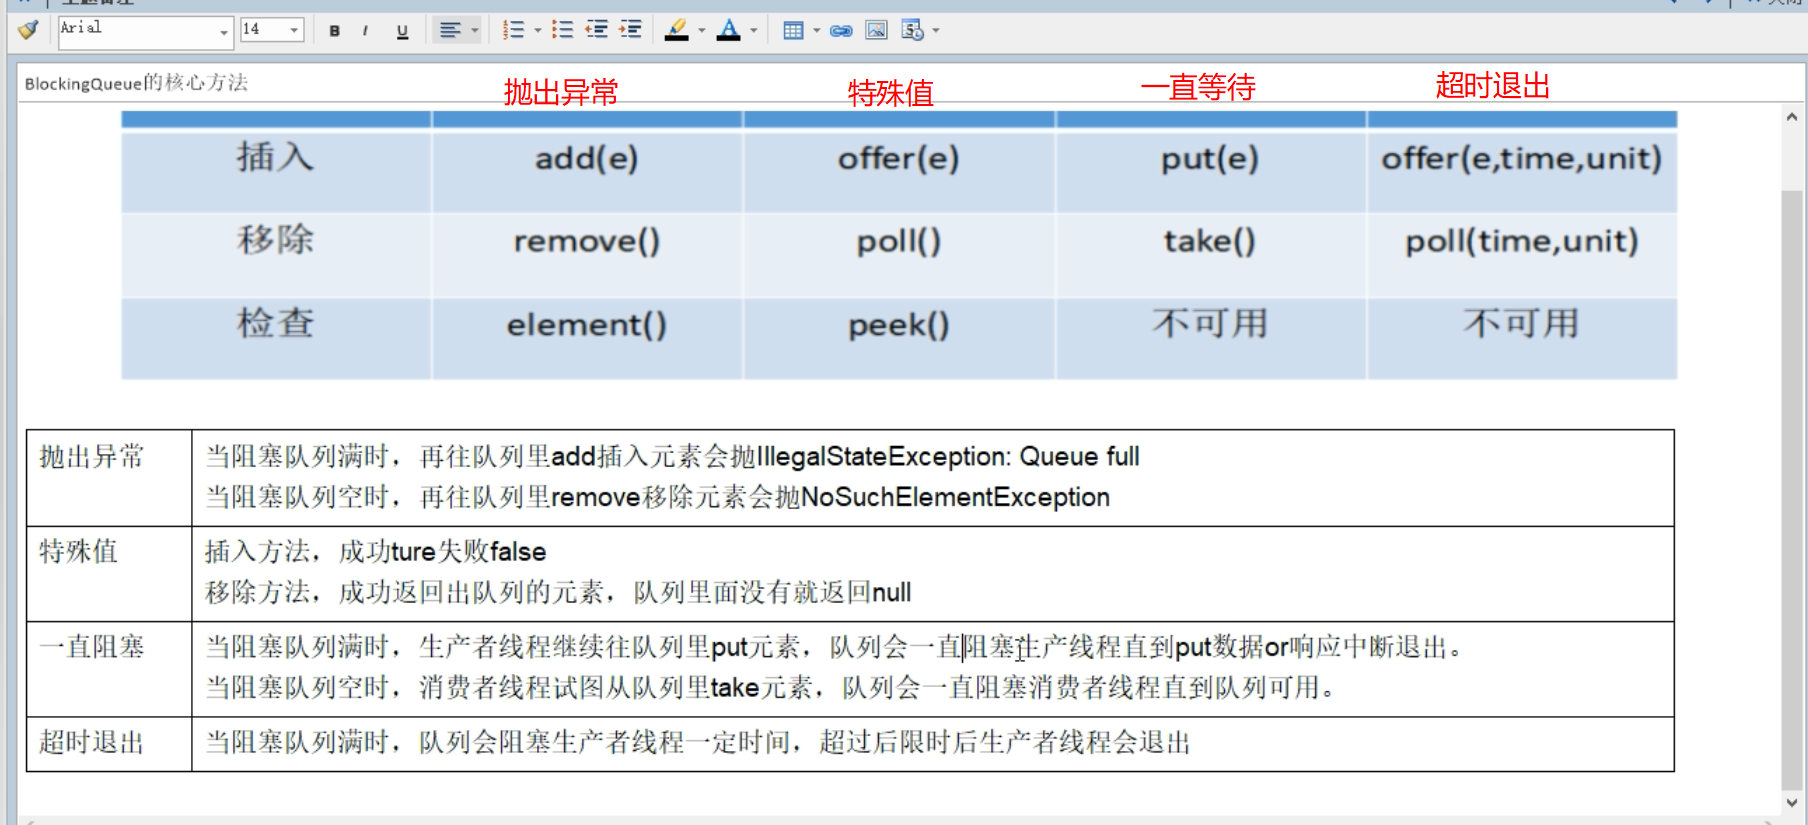 Arial
14
B I U
BlockingQueue的核心方法
抛出异常 特殊值 一直等待 超时退出
插入 add(e) offer(e) put(e) offer(e,time,unit)
移除 remove() poll() take() poll(time,unit)
检查 element() peek() 不可用 不可用
抛出异常
当阻塞队列满时，再往队列里add插入元素会抛IllegalStateException: Queue full
当阻塞队列空时，再往队列里remove移除元素会抛NoSuchElementException
特殊值
插入方法，成功ture失败false
移除方法，成功返回出队列的元素，队列里面没有就返回null
一直阻塞
当阻塞队列满时，生产者线程继续往队列里put元素，队列会一直阻塞生产线程直到put数据or响应中断退出。
当阻塞队列空时，消费者线程试图从队列里take元素，队列会一直阻塞消费者线程直到队列可用。
超时退出
当阻塞队列满时，队列会阻塞生产者线程一定时间，超过后限时后生产者线程会退出